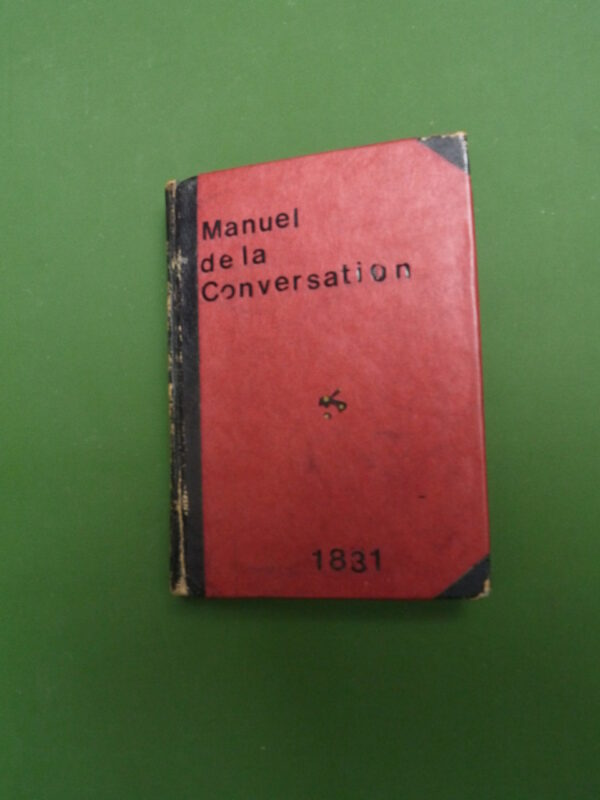 Manuel
de la
Conversation
1831